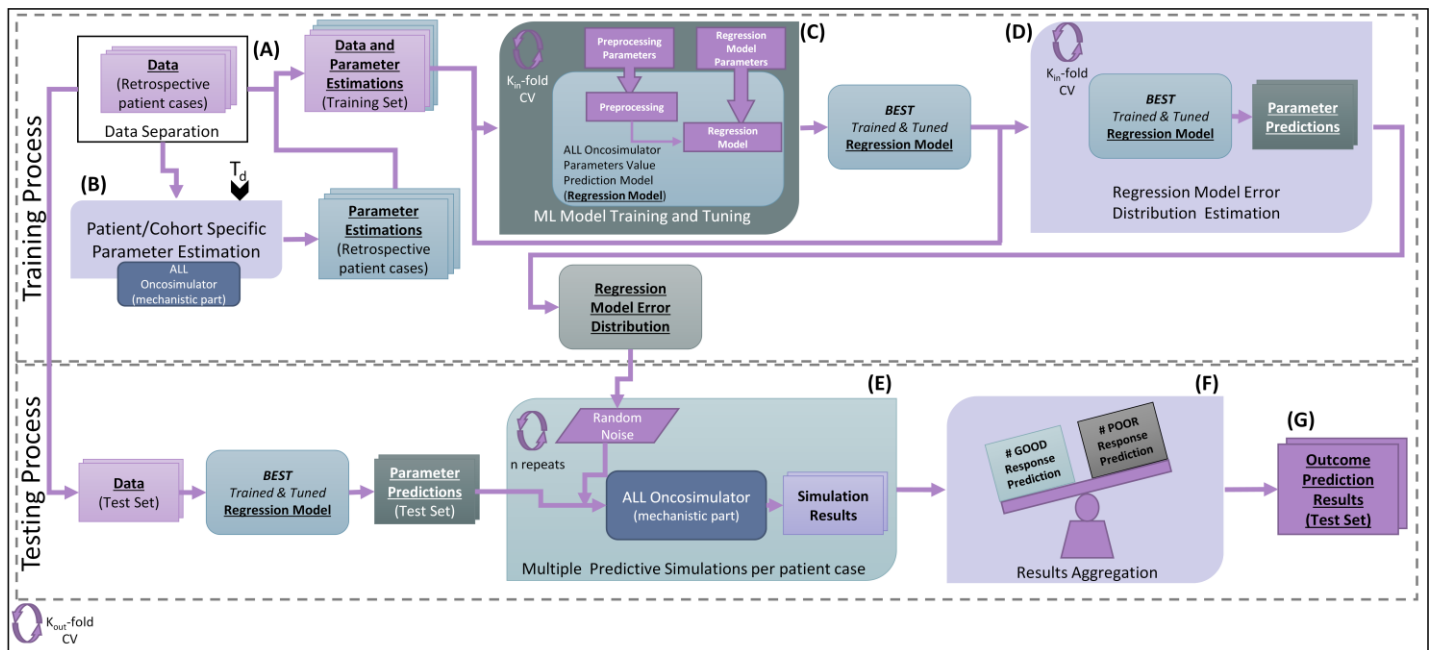 Training Process
Data
(Retrospective
patient cases)
Data Separation
(A)
Data and
Parameter
Estimations
(Training Set)
(B)
T_d
Patient/Cohort Specific
Parameter Estimation
ALL
Oncosimulator
(mechanistic part)
Parameter
Estimations
(Retrospective
patient cases)
(C)
K_in-fold
CV
Preprocessing
Parameters
Regression
Model
Parameters
Preprocessing
Regression
Model
ALL Oncosimulator
Parameters Value
Prediction Model
(Regression Model)
ML Model Training and Tuning
BEST
Trained & Tuned
Regression Model
(D)
K_in-fold
CV
BEST
Trained & Tuned
Regression Model
Parameter
Predictions
Regression Model Error
Distribution Estimation
Regression
Model Error
Distribution
Testing Process
Data
(Test Set)
BEST
Trained & Tuned
Regression Model
Parameter
Predictions
(Test Set)
(E)
n repeats
Random
Noise
ALL Oncosimulator
(mechanistic part)
Simulation
Results
Multiple Predictive Simulations per patient case
(F)
# GOOD
Response
Prediction
# POOR
Response
Prediction
Results Aggregation
(G)
Outcome
Prediction
Results
(Test Set)
K_out-fold
CV